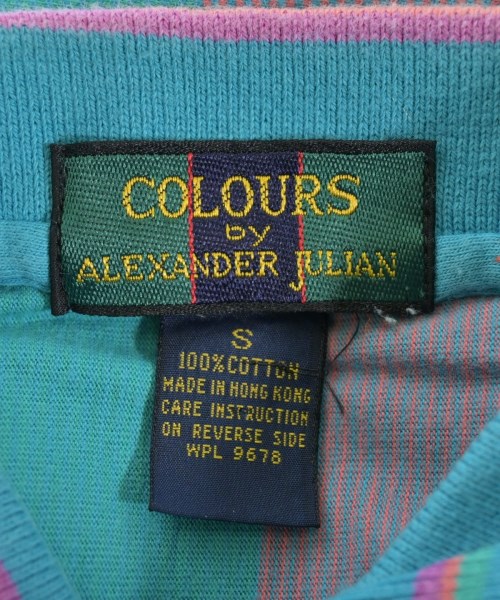 COLOURS
by
ALEXANDER JULIAN
S
100% COTTON
MADE IN HONG KONG
CARE INSTRUCTION
ON REVERSE SIDE
WPL 9678